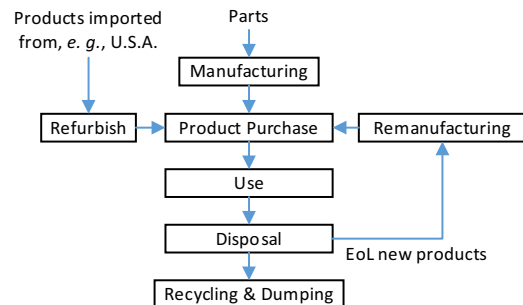 Products imported
from, e. g., U.S.A.
Parts
Manufacturing
Refurbish
Product Purchase
Remanufacturing
Use
Disposal
EoL new products
Recycling & Dumping